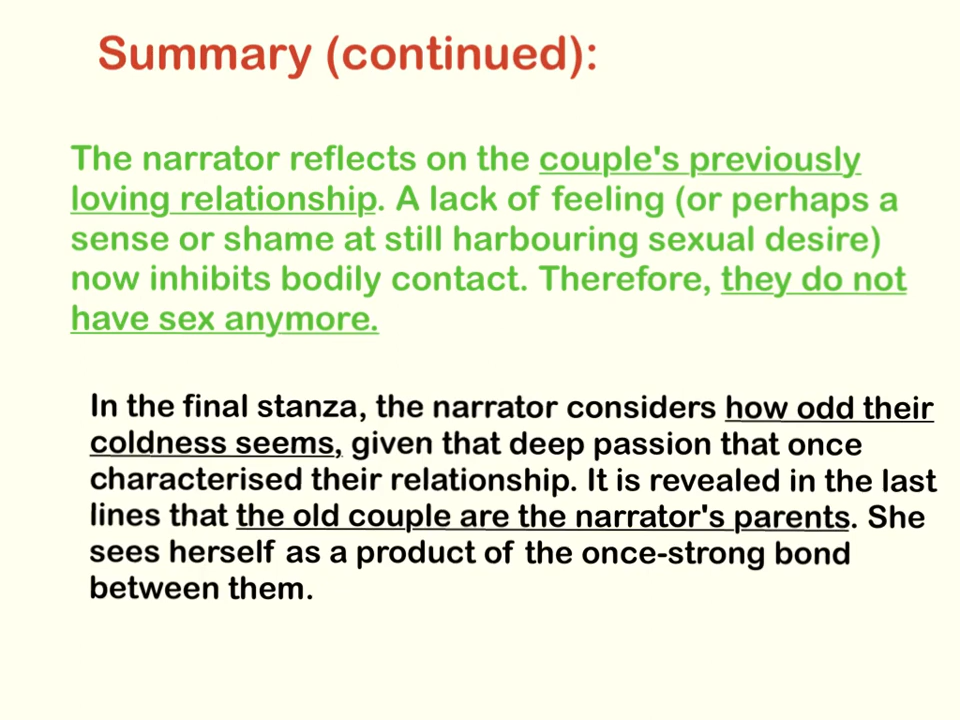 Summary (continued):
The narrator reflects on the couple's previously
loving relationship. A lack of feeling (or perhaps a
sense or shame at still harbouring sexual desire)
now inhibits bodily contact. Therefore, they do not
have sex anymore.
In the final stanza, the narrator considers how odd their
coldness seems, given that deep passion that once
characterised their relationship. It is revealed in the last
lines that the old couple are the narrator's parents. She
sees herself as a product of the once-strong bond
between them.